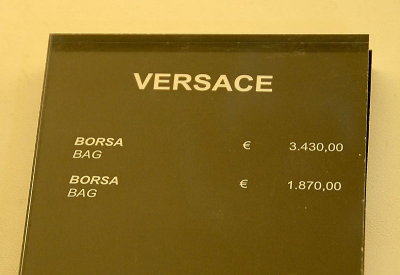 VERSACE
BORSA € 3.430,00
BAG
BORSA € 1.870,00
BAG